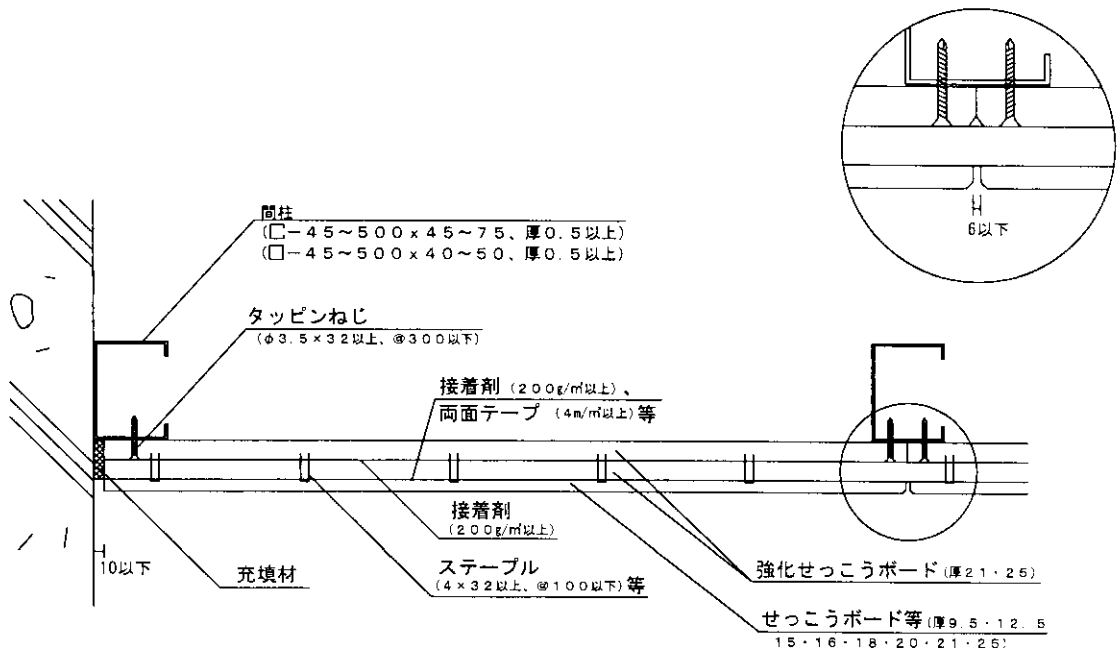 6以下
間柱
(⊏－45～500×45～75、厚0.5以上)
(□－45～500×40～50、厚0.5以上)
タッピンねじ
(φ3.5×32以上、@300以下)
接着剤 (200g/㎡以上)、
両面テープ (4m/㎡以上)等
接着剤
(200g/㎡以上)
10以下
充填材
ステープル
(4×32以上、@100以下)等
強化せっこうボード(厚21・25)
せっこうボード等(厚9.5・12.5
15・16・18・20・21・25)